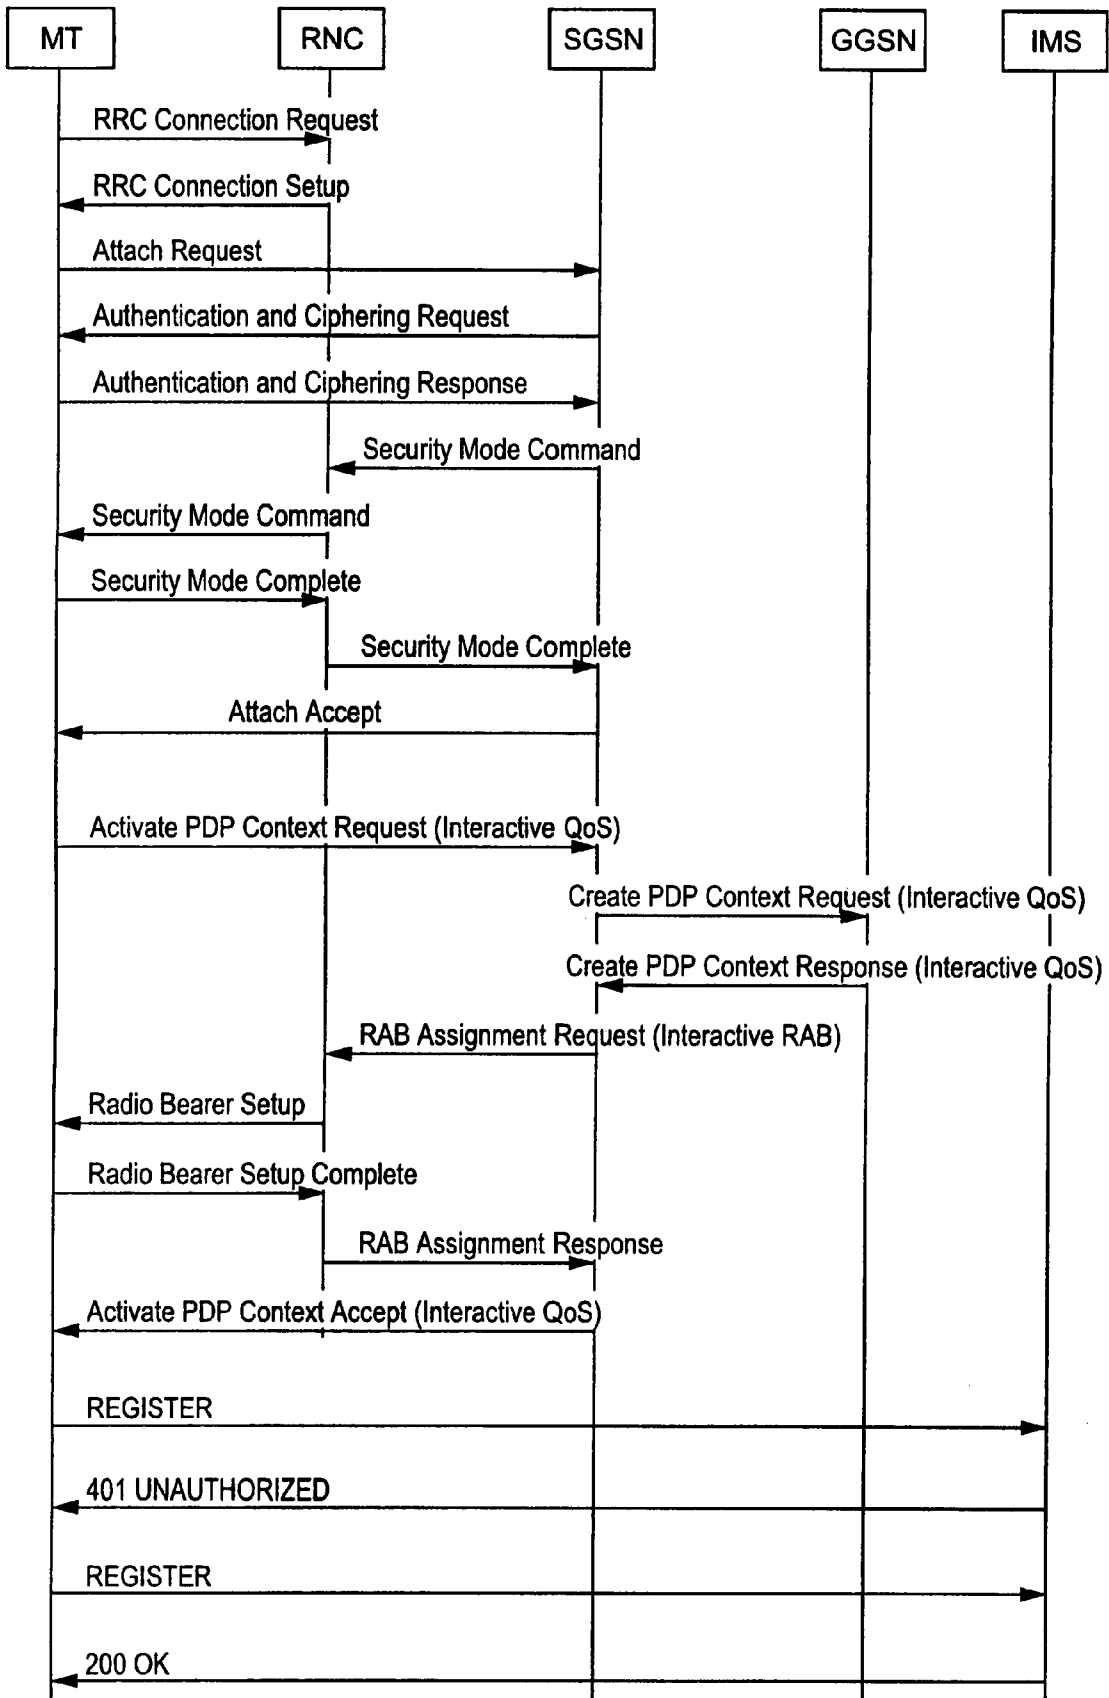 MT
RNC
SGSN
GGSN
IMS
RRC Connection Request
RRC Connection Setup
Attach Request
Authentication and Ciphering Request
Authentication and Ciphering Response
Security Mode Command
Security Mode Command
Security Mode Complete
Security Mode Complete
Attach Accept
Activate PDP Context Request (Interactive QoS)
Create PDP Context Request (Interactive QoS)
Create PDP Context Response (Interactive QoS)
RAB Assignment Request (Interactive RAB)
Radio Bearer Setup
Radio Bearer Setup Complete
RAB Assignment Response
Activate PDP Context Accept (Interactive QoS)
REGISTER
401 UNAUTHORIZED
REGISTER
200 OK